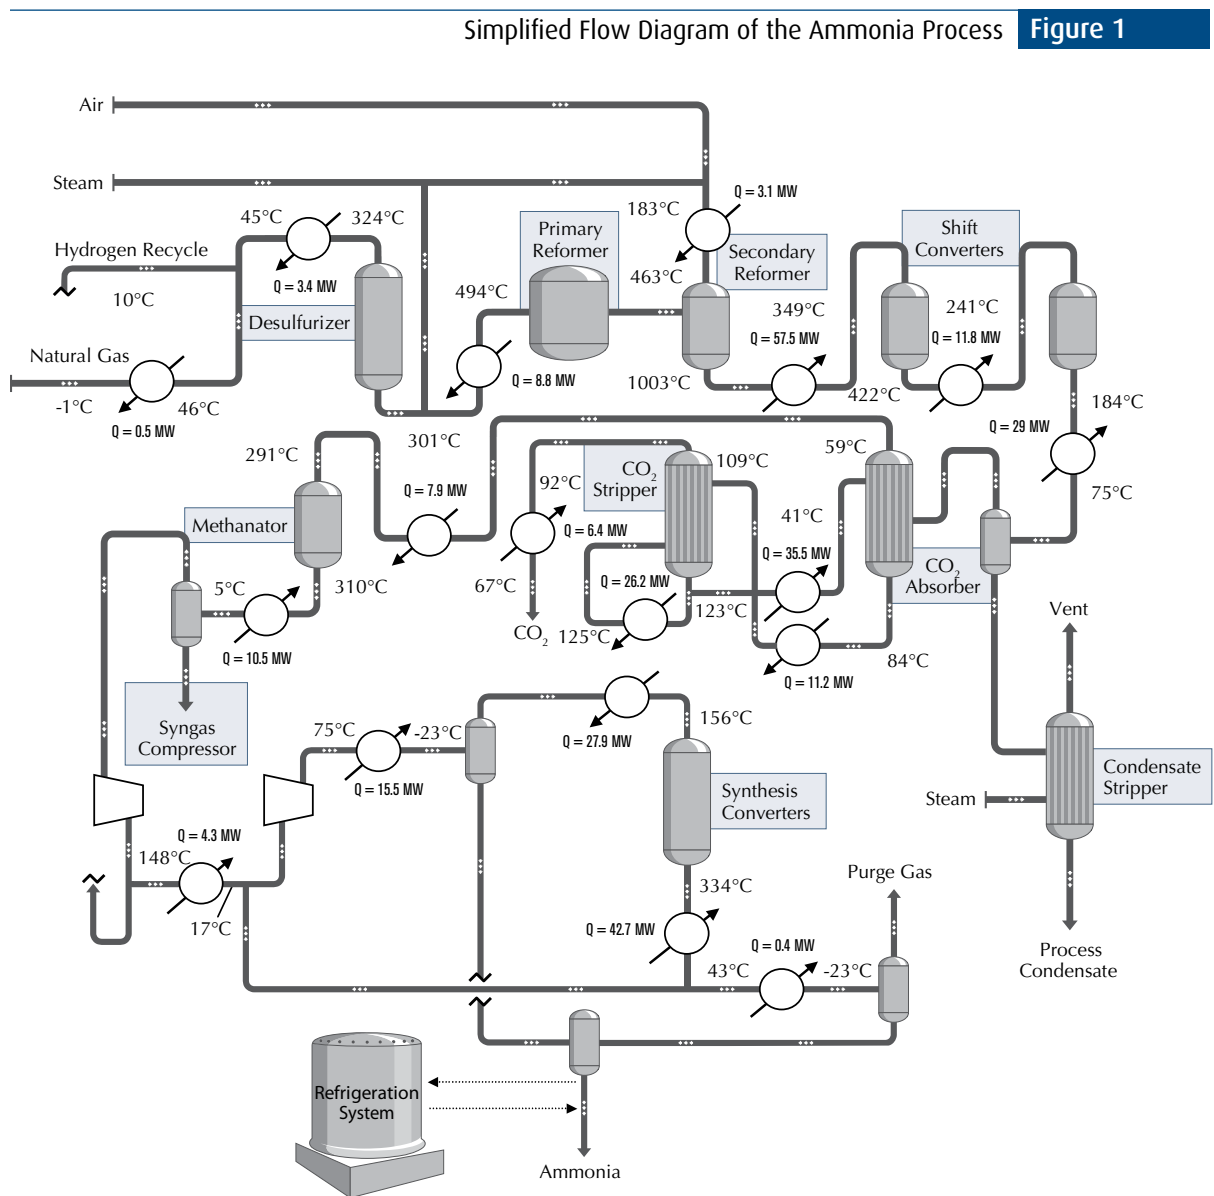 Simplified Flow Diagram of the Ammonia Process
Figure 1
Air
Steam
Q = 3.1 MW
183°C
45°C
324°C
Primary
Reformer
Shift
Converters
Hydrogen Recycle
Secondary
Reformer
463°C
Q = 3.4 MW
494°C
10°C
349°C
241°C
Desulfurizer
Q = 57.5 MW
Q = 11.8 MW
Natural Gas
1003°C
Q = 8.8 MW
422°C
-1°C
46°C
184°C
Q = 0.5 MW
Q = 29 MW
301°C
291°C
59°C
CO2
Stripper
109°C
92°C
Q = 7.9 MW
75°C
Methanator
41°C
Q = 6.4 MW
Q = 35.5 MW
CO2
Absorber
5°C
310°C
67°C
Q = 26.2 MW
123°C
Vent
CO2
125°C
Q = 10.5 MW
84°C
Q = 11.2 MW
Syngas
Compressor
75°C
-23°C
156°C
Q = 27.9 MW
Condensate
Stripper
Q = 15.5 MW
Synthesis
Converters
Steam
Q = 4.3 MW
148°C
Purge Gas
334°C
17°C
Q = 42.7 MW
Q = 0.4 MW
Process
Condensate
43°C
-23°C
Refrigeration
System
Ammonia